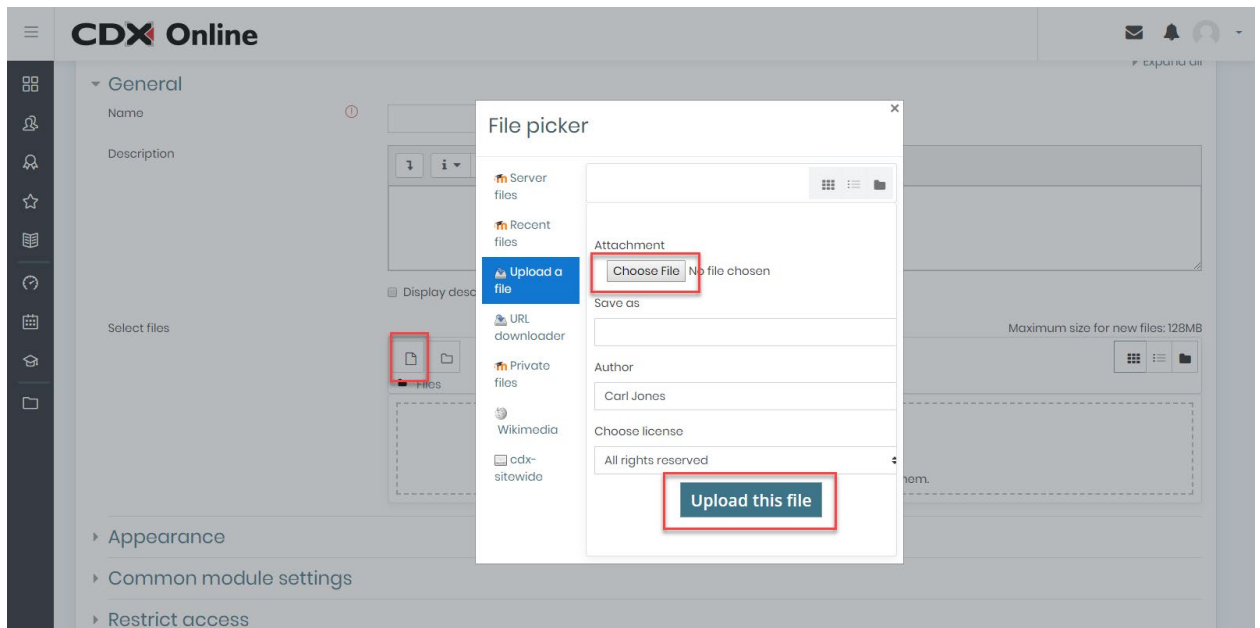 CDX Online
Expand all
General
Name
Description
i
Display desc
Select files
Maximum size for new files: 128MB
Files
hem.
Appearance
Common module settings
Restrict access
File picker
×
Server
files
Recent
files
Upload a
file
URL
downloader
Private
files
Wikimedia
cdx-
sitewide
Attachment
Choose File No file chosen
Save as
Author
Carl Jones
Choose license
All rights reserved
Upload this file